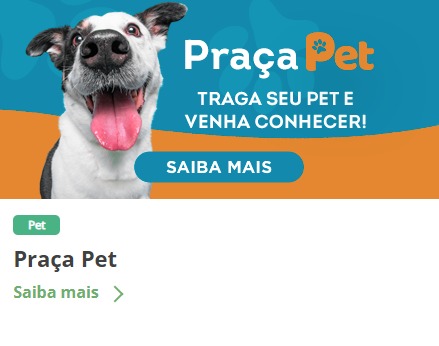 Praça Pet
TRAGA SEU PET E
VENHA CONHECER!
SAIBA MAIS
Pet
Praça Pet
Saiba mais